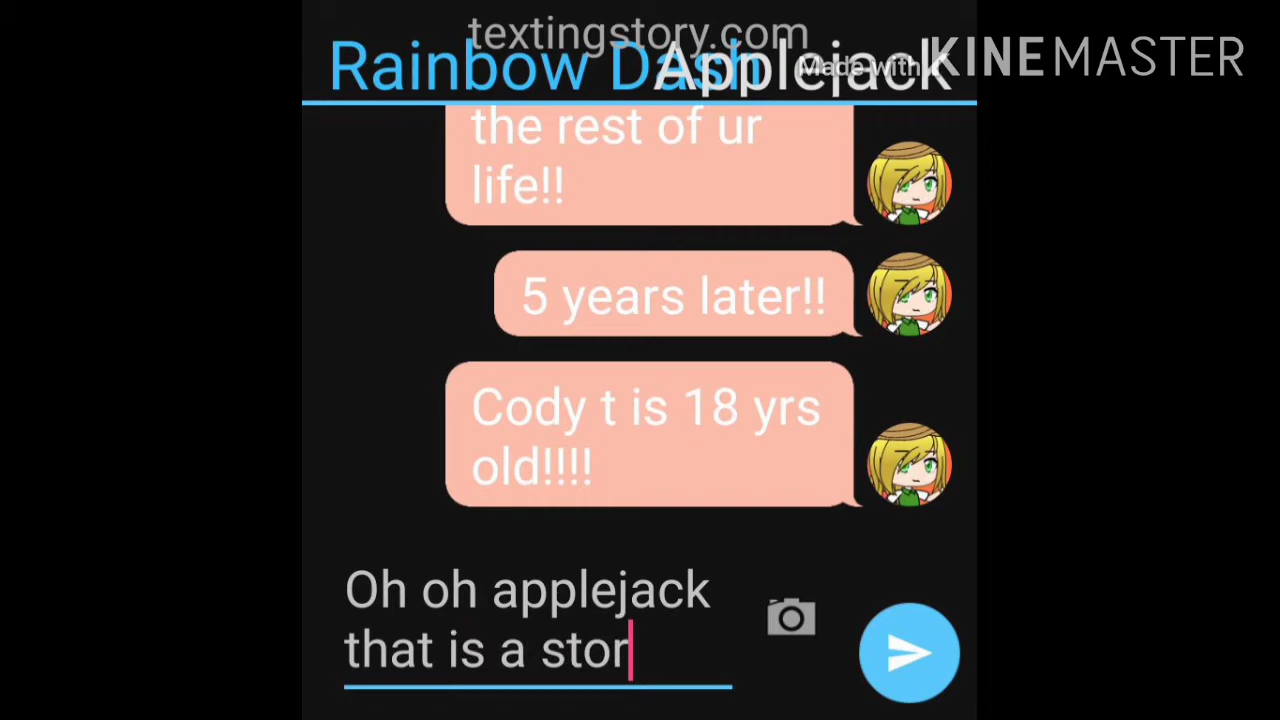 textingstory.com
Rainbow Dash Applejack
Made with KINEMASTER
the rest of ur
life!!
5 years later!!
Cody t is 18 yrs
old!!!!
Oh oh applejack
that is a stor